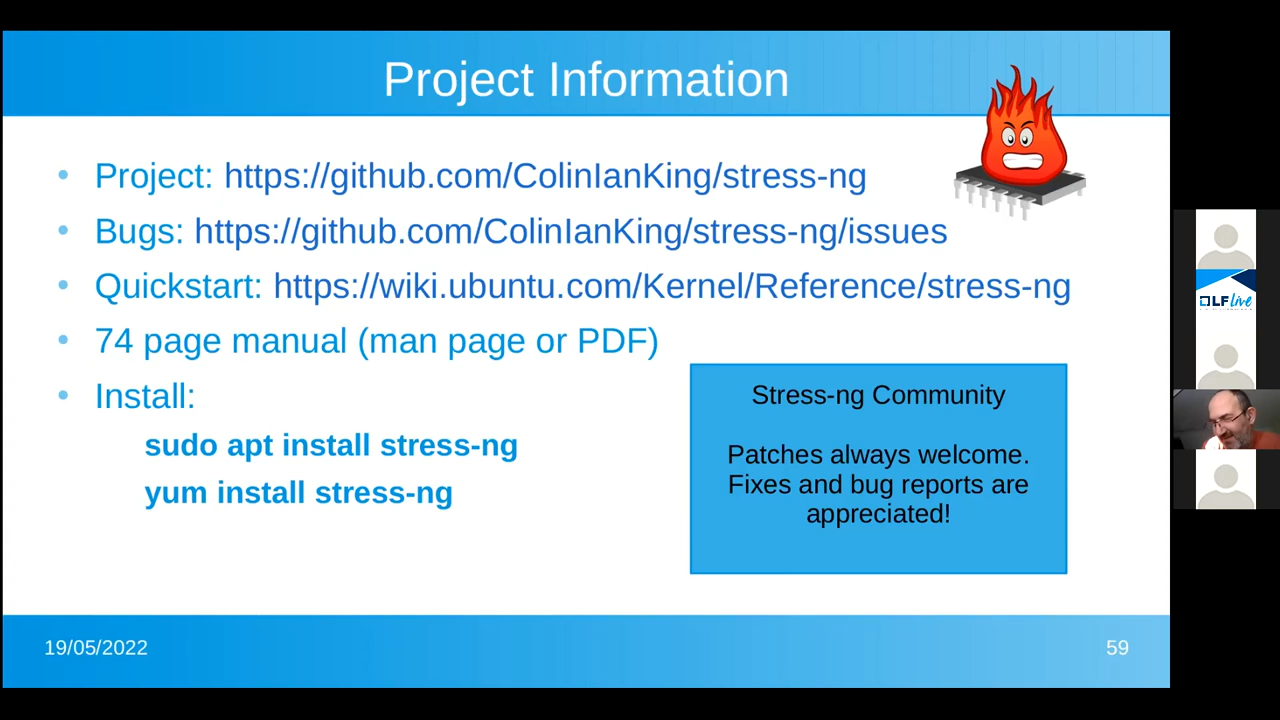 Project Information
Project: https://github.com/ColinIanKing/stress-ng
Bugs: https://github.com/ColinIanKing/stress-ng/issues
Quickstart: https://wiki.ubuntu.com/Kernel/Reference/stress-ng
74 page manual (man page or PDF)
Install:
sudo apt install stress-ng
yum install stress-ng
Stress-ng Community
Patches always welcome.
Fixes and bug reports are
appreciated!
19/05/2022
59
LF Live